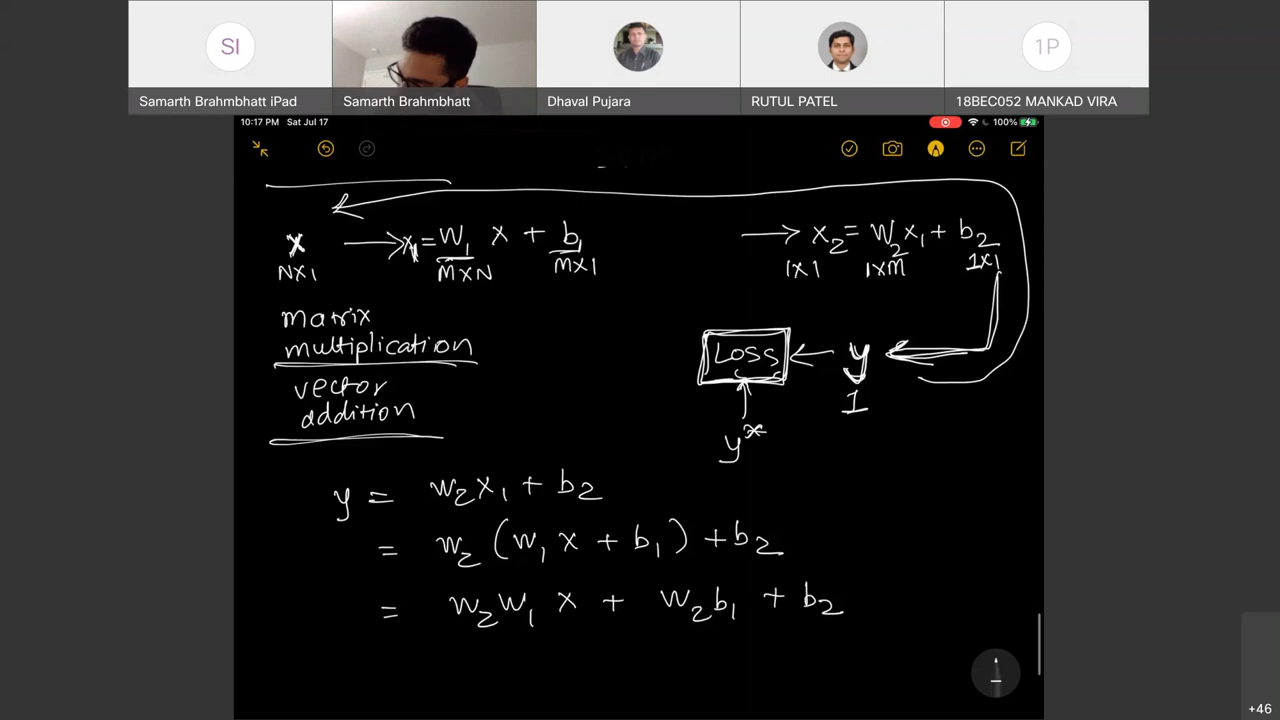 SI
1P
Samarth Brahmbhatt iPad
Samarth Brahmbhatt
Dhaval Pujara
RUTUL PATEL
18BEC052 MANKAD VIRA
10:17 PM Sat Jul 17
100%
x → x₁ = W₁ x + b₁
NX1 MXN MX1
→ x₂ = W₂ x₁ + b₂
1X1 1XM 1X1
matrix
multiplication
vector
addition
LOSS ← y ←
1
y*
y = W₂ x₁ + b₂
= W₂ (W₁ x + b₁) + b₂
= W₂ W₁ x + W₂ b₁ + b₂
+46